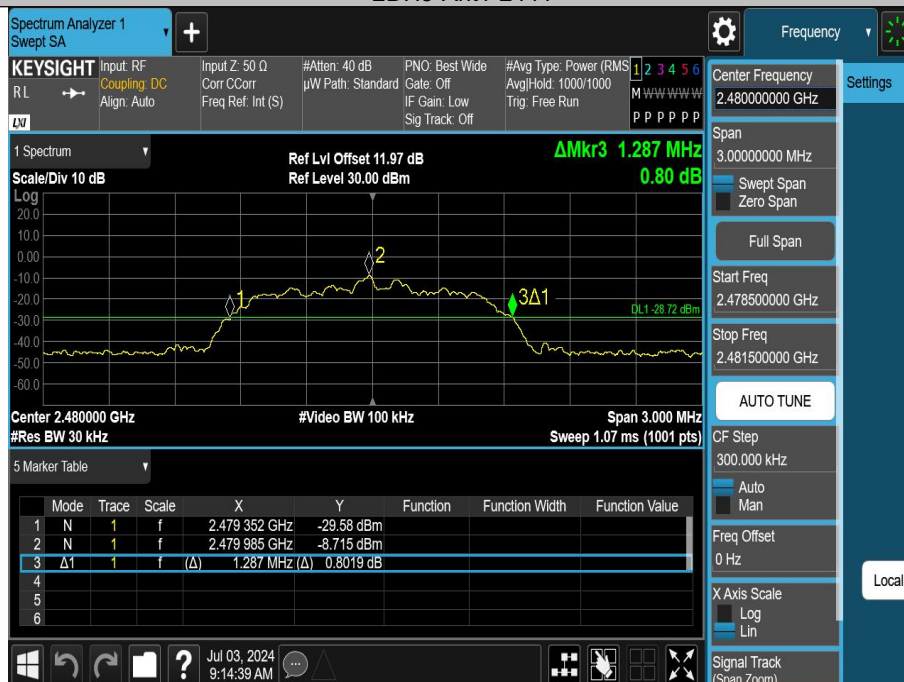 Spectrum Analyzer 1
Swept SA
+
Frequency
KEYSIGHT
RL
LXI
Input: RF
Coupling: DC
Align: Auto
Input Z: 50 Ω
Corr CCorr
Freq Ref: Int (S)
#Atten: 40 dB
µW Path: Standard
PNO: Best Wide
Gate: Off
IF Gain: Low
Sig Track: Off
#Avg Type: Power (RMS
Avg|Hold: 1000/1000
Trig: Free Run
1 2 3 4 5 6
M W W W W W
P P P P P P
1 Spectrum
Scale/Div 10 dB
Ref Lvl Offset 11.97 dB
Ref Level 30.00 dBm
ΔMkr3 1.287 MHz
0.80 dB
Log
20.0
10.0
0.00
-10.0
-20.0
-30.0
-40.0
-50.0
-60.0
1
2
3Δ1
DL1 -28.72 dBm
Center 2.480000 GHz
#Video BW 100 kHz
Span 3.000 MHz
#Res BW 30 kHz
Sweep 1.07 ms (1001 pts)
5 Marker Table
Mode Trace Scale X Y Function Function Width Function Value
1 N 1 f 2.479 352 GHz -29.58 dBm
2 N 1 f 2.479 985 GHz -8.715 dBm
3 Δ1 1 f (Δ) 1.287 MHz (Δ) 0.8019 dB
4
5
6
?
Jul 03, 2024
9:14:39 AM
Center Frequency
2.480000000 GHz
Settings
Span
3.00000000 MHz
Swept Span
Zero Span
Full Span
Start Freq
2.478500000 GHz
Stop Freq
2.481500000 GHz
AUTO TUNE
CF Step
300.000 kHz
Auto
Man
Freq Offset
0 Hz
Local
X Axis Scale
Log
Lin
Signal Track
(Span Zoom)